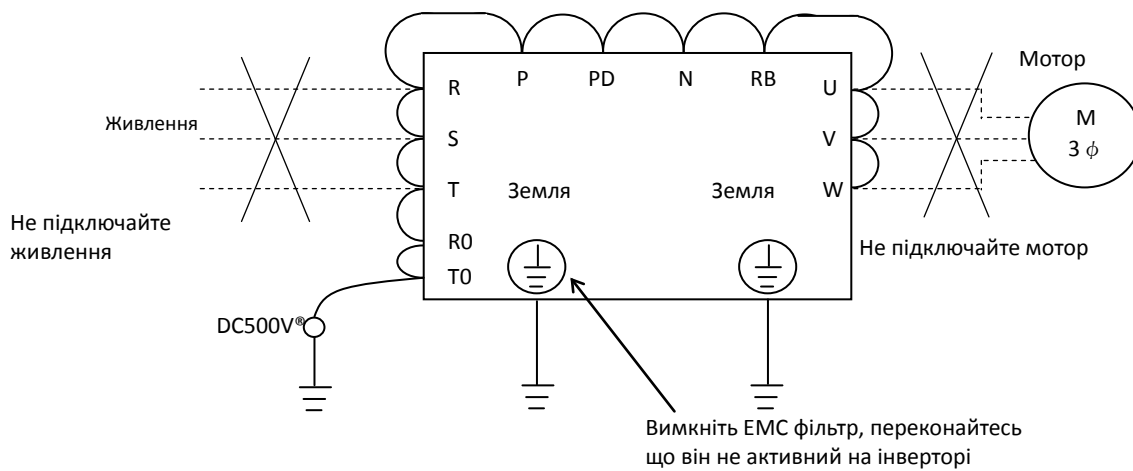 P PD N RB
R U
Мотор
Живлення
S V
M
3 ϕ
T W
Земля Земля
Не підключайте
живлення
R0
T0
Не підключайте мотор
DC500V®
Вимкніть EMC фільтр, переконайтесь
що він не активний на інверторі